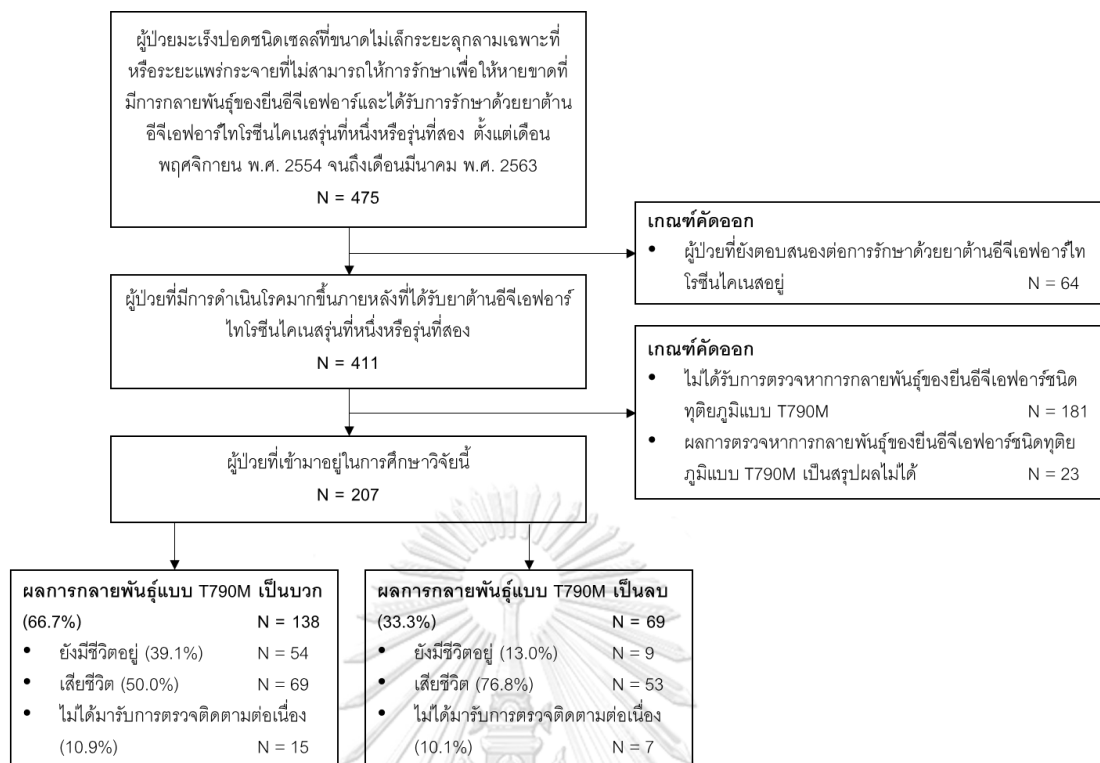 ผู้ป่วยมะเร็งปอดชนิดเซลล์ที่ขนาดไม่เล็กระยะลุกลามเฉพาะที่
หรือระยะแพร่กระจายที่ไม่สามารถให้การรักษาเพื่อให้หายขาดที่
มีการกลายพันธุ์ของยีนอีจีเอฟอาร์และได้รับการรักษาด้วยยาต้าน
อีจีเอฟอาร์ไทโรซีนไคเนสรุ่นที่หนึ่งหรือรุ่นที่สอง ตั้งแต่เดือน
พฤศจิกายน พ.ศ. 2554 จนถึงเดือนมีนาคม พ.ศ. 2563
N = 475
เกณฑ์คัดออก
• ผู้ป่วยที่ยังตอบสนองต่อการรักษาด้วยยาต้านอีจีเอฟอาร์ไท
โรซีนไคเนสอยู่ N = 64
ผู้ป่วยที่มีการดำเนินโรคมากขึ้นภายหลังที่ได้รับยาต้านอีจีเอฟอาร์
ไทโรซีนไคเนสรุ่นที่หนึ่งหรือรุ่นที่สอง
N = 411
เกณฑ์คัดออก
• ไม่ได้รับการตรวจหาการกลายพันธุ์ของยีนอีจีเอฟอาร์ชนิด
ทุติยภูมิแบบ T790M N = 181
• ผลการตรวจหาการกลายพันธุ์ของยีนอีจีเอฟอาร์ชนิดทุติย
ภูมิแบบ T790M เป็นสรุปผลไม่ได้ N = 23
ผู้ป่วยที่เข้ามาอยู่ในการศึกษาวิจัยนี้
N = 207
ผลการกลายพันธุ์แบบ T790M เป็นบวก
(66.7%) N = 138
• ยังมีชีวิตอยู่ (39.1%) N = 54
• เสียชีวิต (50.0%) N = 69
• ไม่ได้มารับการตรวจติดตามต่อเนื่อง
(10.9%) N = 15
ผลการกลายพันธุ์แบบ T790M เป็นลบ
(33.3%) N = 69
• ยังมีชีวิตอยู่ (13.0%) N = 9
• เสียชีวิต (76.8%) N = 53
• ไม่ได้มารับการตรวจติดตามต่อเนื่อง
(10.1%) N = 7